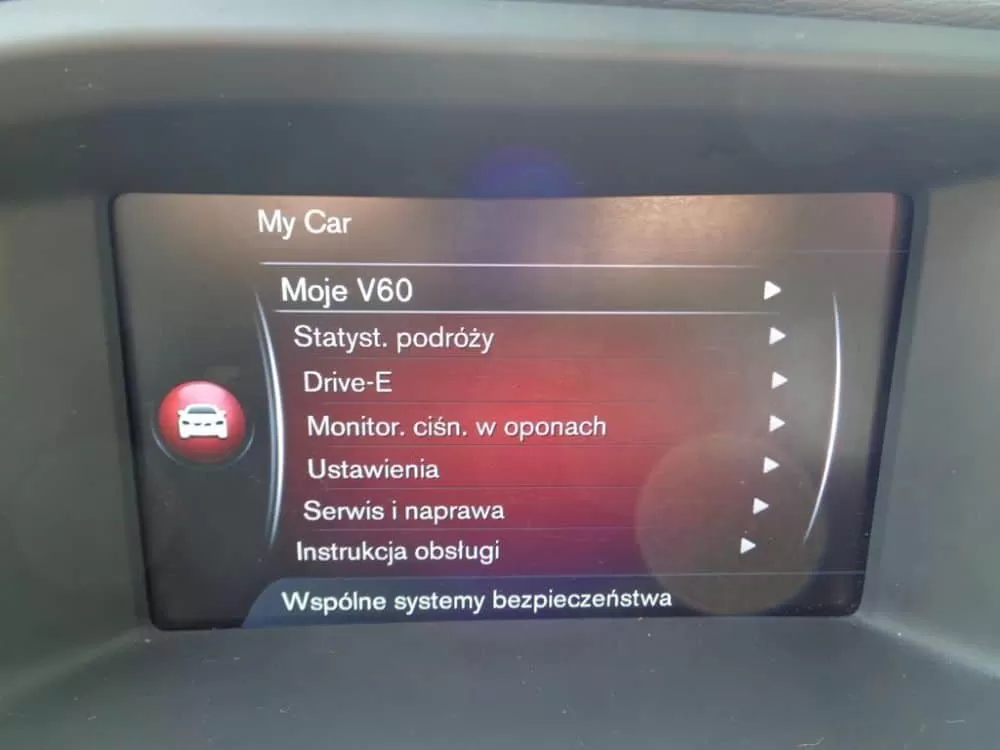 My Car
Moje V60
Statyst. podróży
Drive-E
Monitor. ciśn. w oponach
Ustawienia
Serwis i naprawa
Instrukcja obsługi
Wspólne systemy bezpieczeństwa